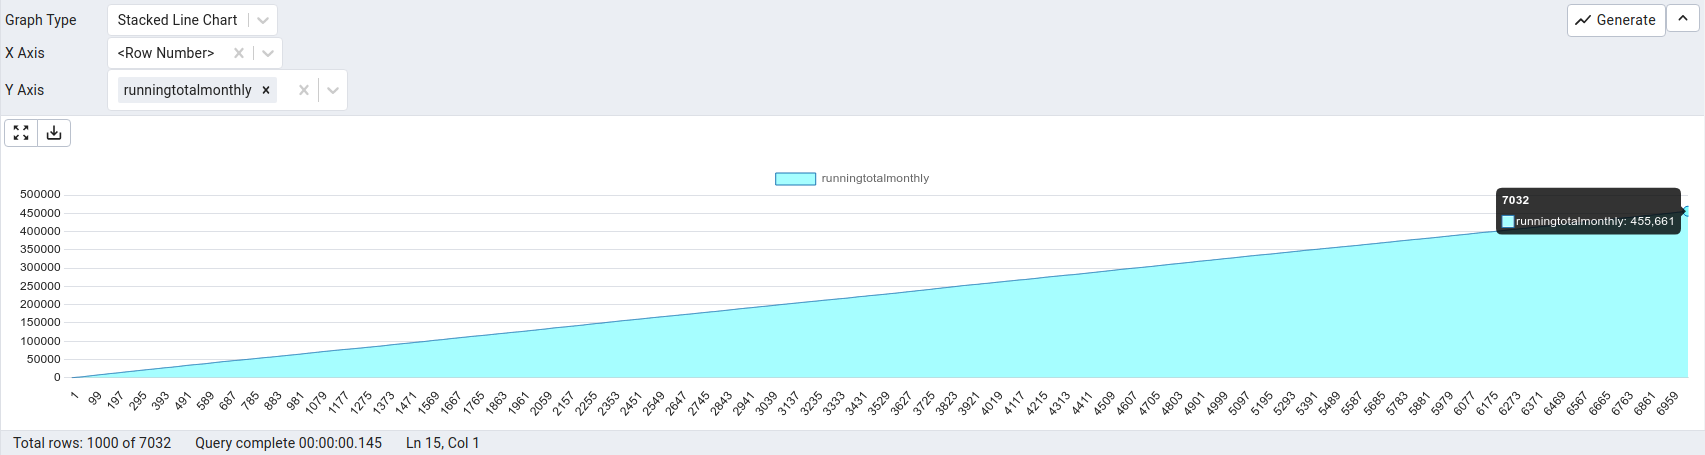 Graph Type Stacked Line Chart Generate
X Axis <Row Number>
Y Axis runningtotalmonthly
runningtotalmonthly
500000
450000
400000
350000
300000
250000
200000
150000
100000
50000
0
7032
runningtotalmonthly: 455,661
1 99 197 295 393 491 589 687 785 883 981 1079 1177 1275 1373 1471 1569 1667 1765 1863 1961 2059 2157 2255 2353 2451 2549 2647 2745 2843 2941 3039 3137 3235 3333 3431 3529 3627 3725 3823 3921 4019 4117 4215 4313 4411 4509 4607 4705 4803 4901 4999 5097 5195 5293 5391 5489 5587 5685 5783 5881 5979 6077 6175 6273 6371 6469 6567 6665 6763 6861 6959
Total rows: 1000 of 7032 Query complete 00:00:00.145 Ln 15, Col 1